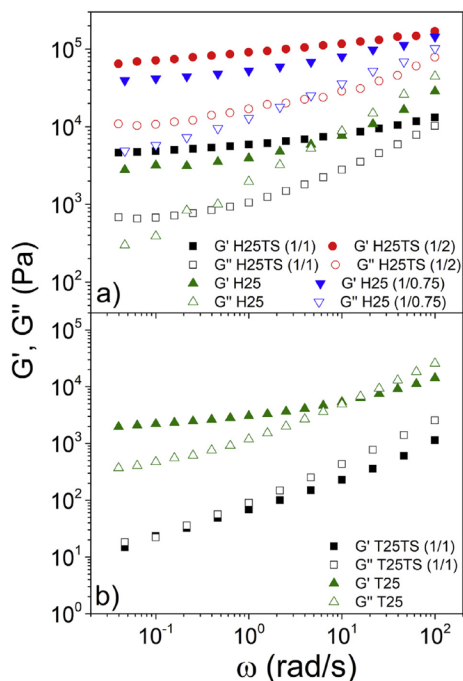 10⁵
10⁴
10³
10²
G' H25TS (1/1) G' H25TS (1/2)
G'' H25TS (1/1) G'' H25TS (1/2)
G' H25 G' H25 (1/0.75)
G'' H25 G'' H25 (1/0.75)
a)
G', G'' (Pa)
10⁵
10⁴
10³
10²
10¹
10⁰
G' T25TS (1/1)
G'' T25TS (1/1)
G' T25
G'' T25
b)
10⁻¹ 10⁰ 10¹ 10²
ω (rad/s)